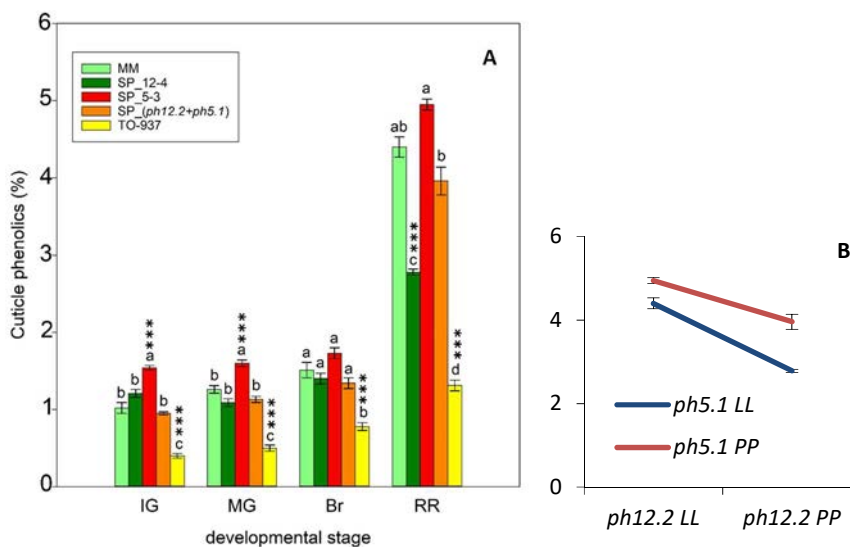 A
MM
SP_12-4
SP_5-3
SP_(ph12.2+ph5.1)
TO-937
Cuticle phenolics (%)
6
5
4
3
2
1
0
b
b
a
***
b
c
***
b
b
a
***
b
c
***
a
a
a
a
b
***
ab
c
***
a
b
d
***
IG MG Br RR
developmental stage
B
6
4
2
0
ph5.1 LL
ph5.1 PP
ph12.2 LL ph12.2 PP